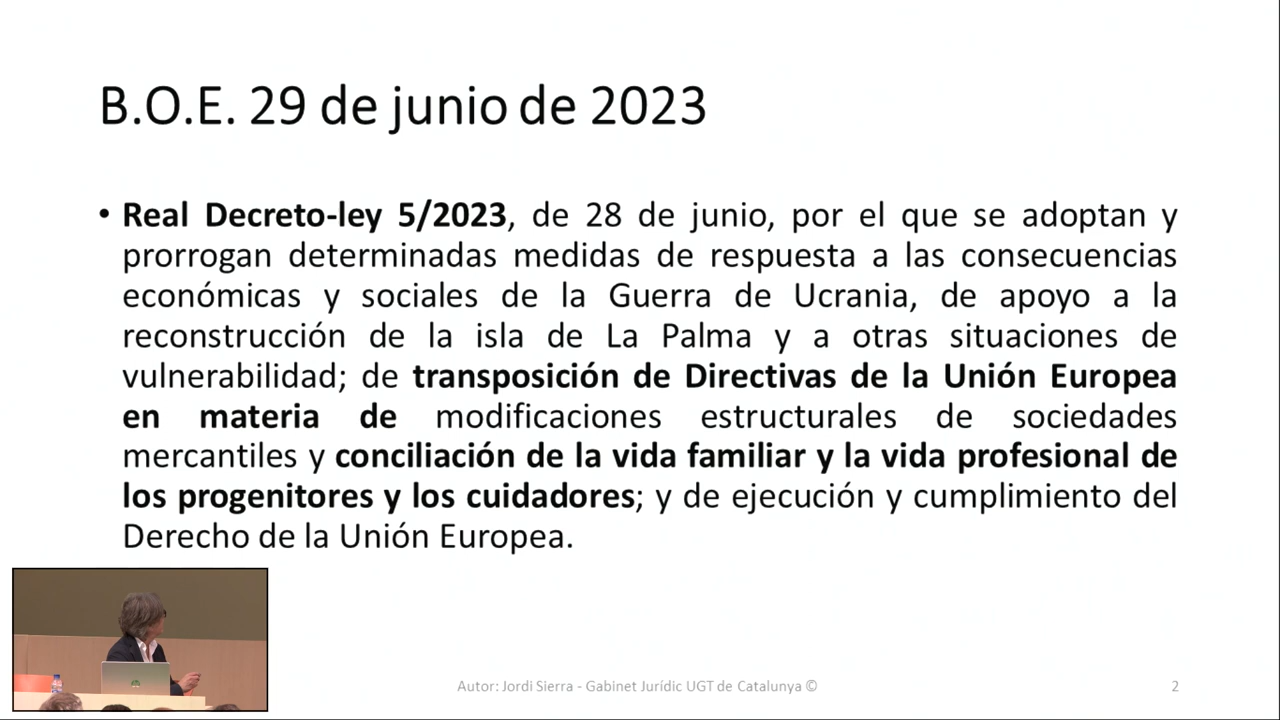 B.O.E. 29 de junio de 2023
• Real Decreto-ley 5/2023, de 28 de junio, por el que se adoptan y
prorrogan determinadas medidas de respuesta a las consecuencias
económicas y sociales de la Guerra de Ucrania, de apoyo a la
reconstrucción de la isla de La Palma y a otras situaciones de
vulnerabilidad; de transposición de Directivas de la Unión Europea
en materia de modificaciones estructurales de sociedades
mercantiles y conciliación de la vida familiar y la vida profesional de
los progenitores y los cuidadores; y de ejecución y cumplimiento del
Derecho de la Unión Europea.
Autor: Jordi Sierra - Gabinet Jurídic UGT de Catalunya ©
2